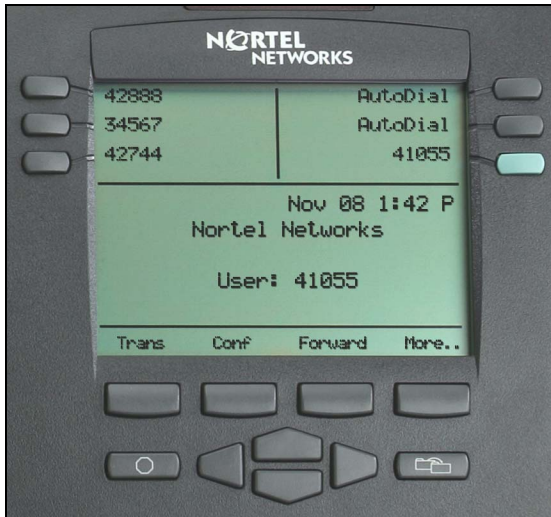 NORTEL
NETWORKS
42888 AutoDial
34567 AutoDial
42744 41055
Nov 08 1:42 P
Nortel Networks
User: 41055
Trans Conf Forward More..